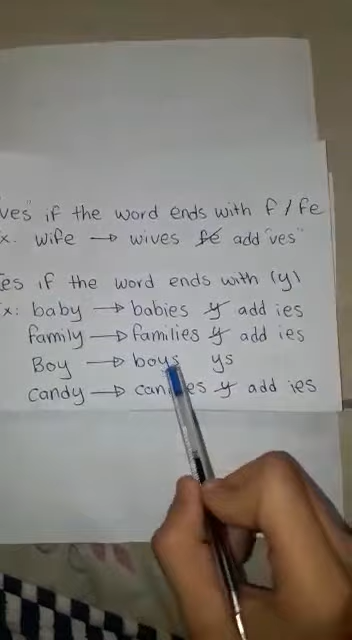 ves" if the word ends with f/fe
x. wife → wives fe add "ves"
es if the word ends with (y)
x: baby → babies y add ies
family → families y add ies
Boy → boys ys
candy → candies y add ies